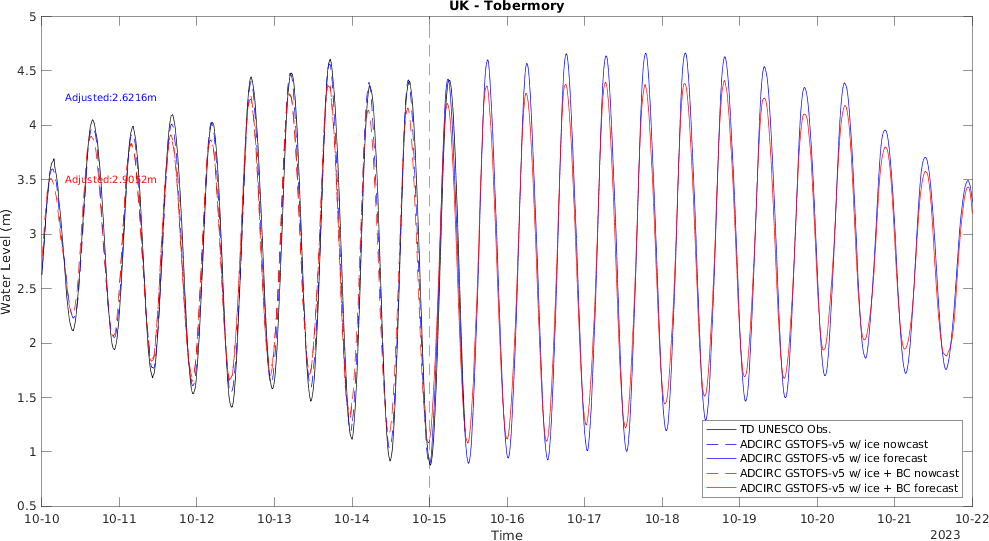 UK - Tobermory
5
4.5
4
3.5
3
2.5
2
1.5
1
0.5
Water Level (m)
Adjusted:2.6216m
Adjusted:2.9032m
TD UNESCO Obs.
ADCIRC GSTOFS-v5 w/ ice nowcast
ADCIRC GSTOFS-v5 w/ ice forecast
ADCIRC GSTOFS-v5 w/ ice + BC nowcast
ADCIRC GSTOFS-v5 w/ ice + BC forecast
10-10 10-11 10-12 10-13 10-14 10-15 10-16 10-17 10-18 10-19 10-20 10-21 10-22
Time
2023